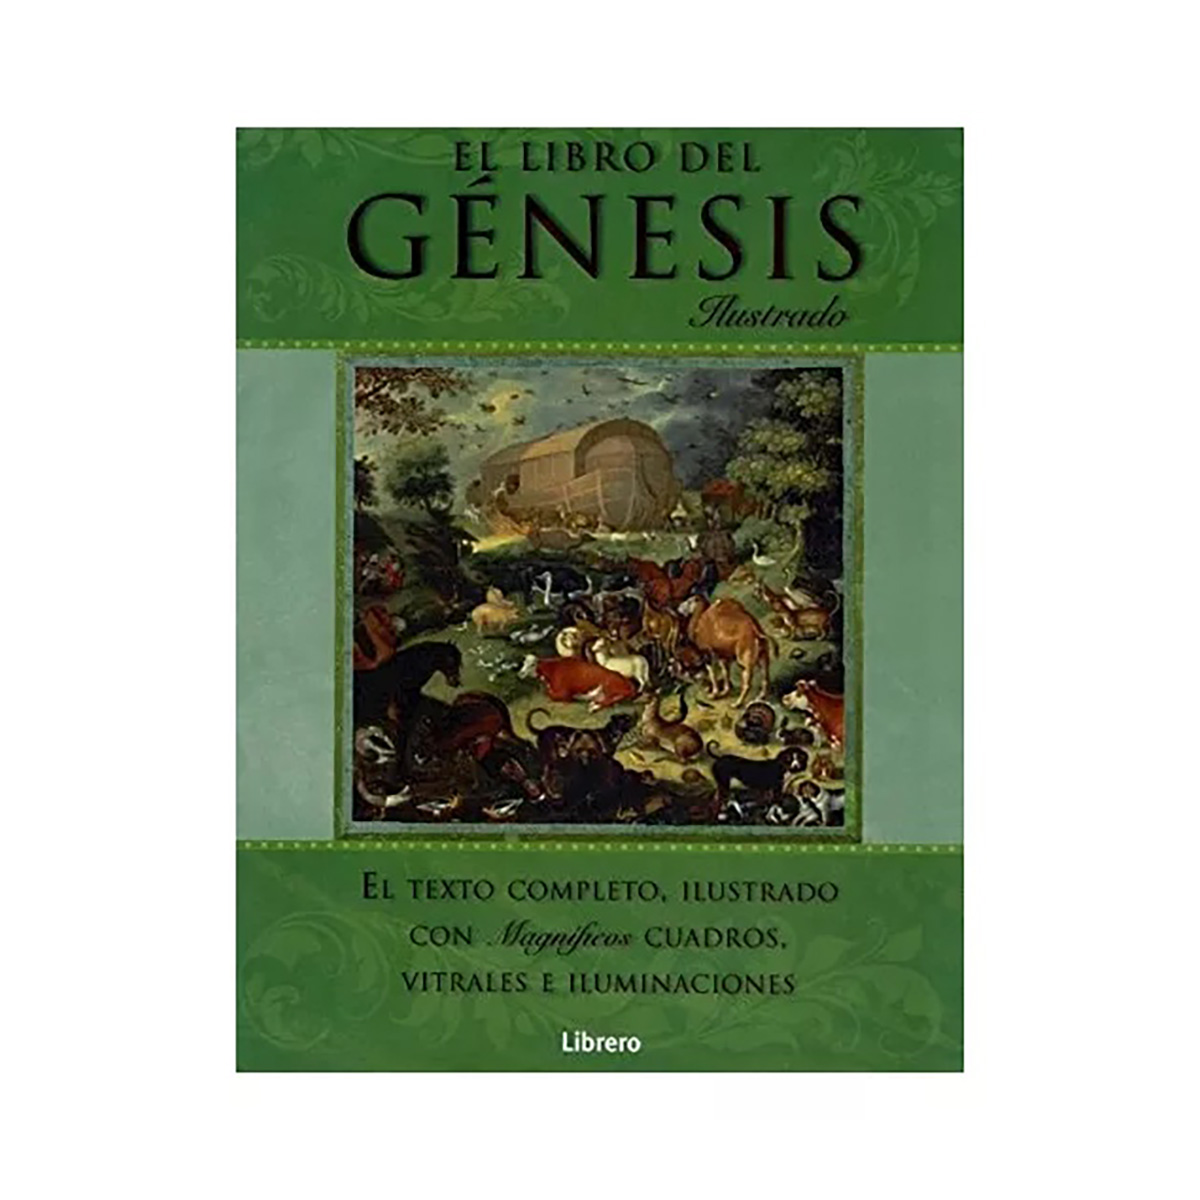 EL LIBRO DEL
GÉNESIS
Ilustrado
EL TEXTO COMPLETO, ILUSTRADO
CON Magníficos CUADROS,
VITRALES E ILUMINACIONES
Librero